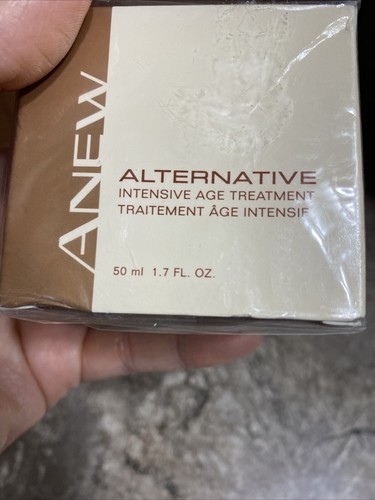 ANEW
ALTERNATIVE
INTENSIVE AGE TREATMENT
TRAITEMENT ÂGE INTENSIF
50 ml 1.7 FL. OZ.